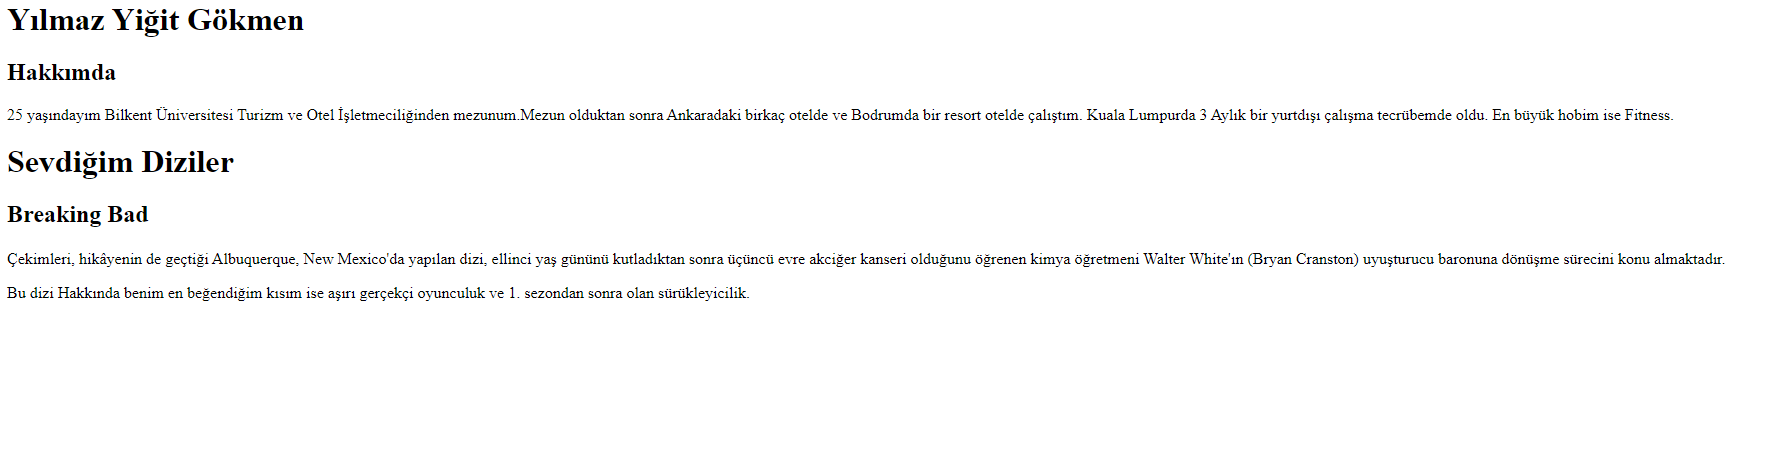 Yılmaz Yiğit Gökmen
Hakkımda
25 yaşındayım Bilkent Üniversitesi Turizm ve Otel İşletmeciliğinden mezunum.Mezun olduktan sonra Ankaradaki birkaç otelde ve Bodrumda bir resort otelde çalıştım. Kuala Lumpurda 3 Aylık bir yurtdışı çalışma tecrübemde oldu. En büyük hobim ise Fitness.
Sevdiğim Diziler
Breaking Bad
Çekimleri, hikâyenin de geçtiği Albuquerque, New Mexico'da yapılan dizi, ellinci yaş gününü kutladıktan sonra üçüncü evre akciğer kanseri olduğunu öğrenen kimya öğretmeni Walter White'ın (Bryan Cranston) uyuşturucu baronuna dönüşme sürecini konu almaktadır.
Bu dizi Hakkında benim en beğendiğim kısım ise aşırı gerçekçi oyunculuk ve 1. sezondan sonra olan sürükleyicilik.